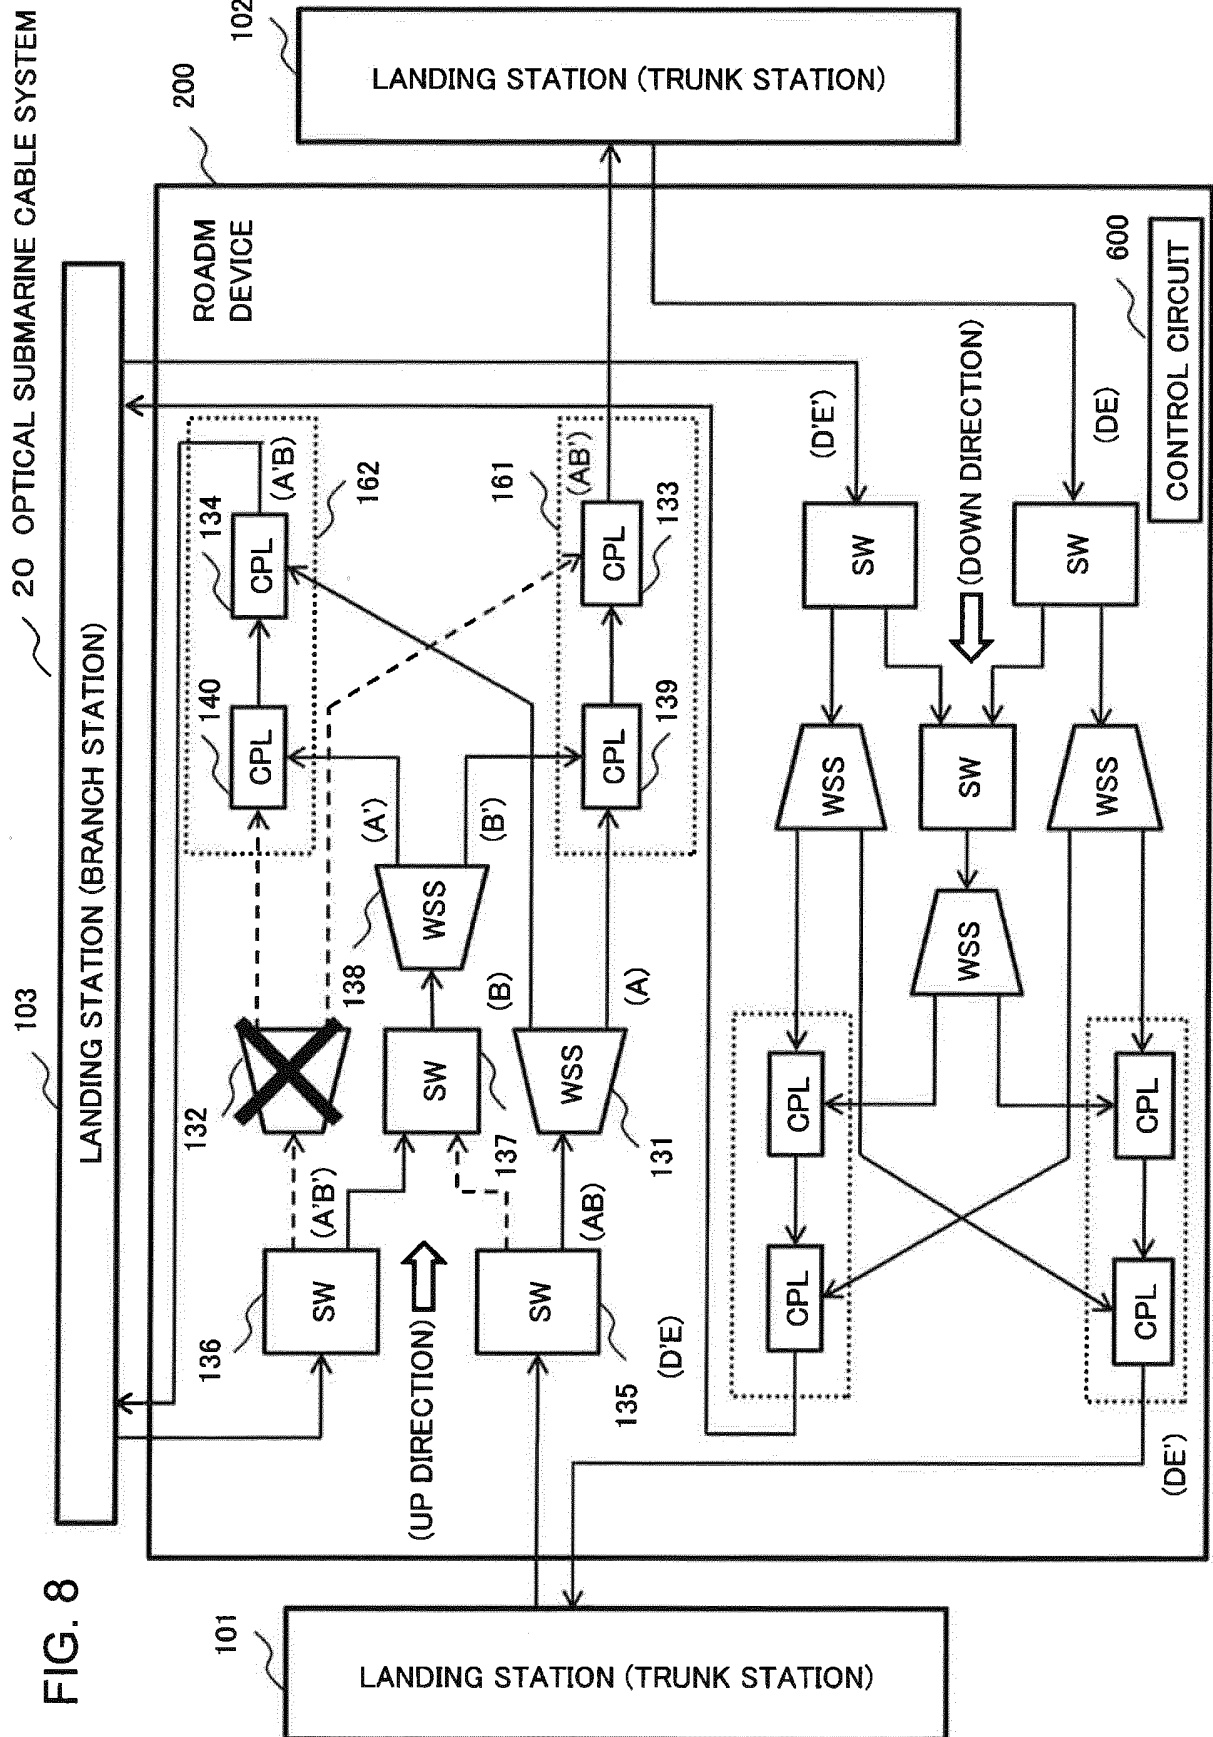 FIG. 8
20 OPTICAL SUBMARINE CABLE SYSTEM
103
LANDING STATION (BRANCH STATION)
101
LANDING STATION (TRUNK STATION)
102
LANDING STATION (TRUNK STATION)
200
ROADM
DEVICE
136
SW
(A'B')
132
140
CPL
134
CPL
(A'B)
162
(UP DIRECTION)
SW
137
138
WSS
(A')
(B')
161
135
SW
(AB)
131
WSS
(B)
(A)
CPL
139
CPL
133
(AB')
(D'E)
CPL
CPL
WSS
SW
(D'E')
WSS
SW
(DOWN DIRECTION)
(DE')
CPL
CPL
WSS
SW
(DE)
600
CONTROL CIRCUIT